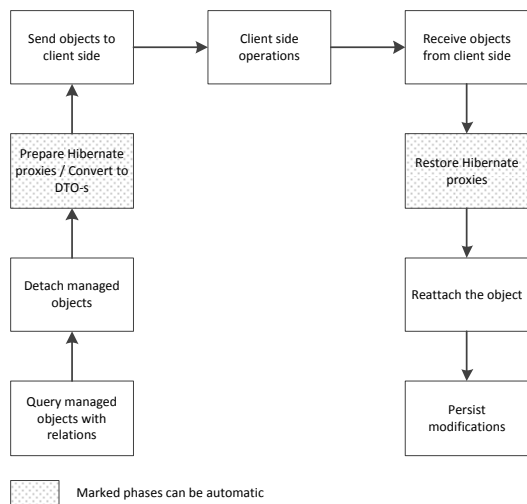 Send objects to
client side
Client side
operations
Receive objects
from client side
Prepare Hibernate
proxies / Convert to
DTO-s
Restore Hibernate
proxies
Detach managed
objects
Reattach the object
Query managed
objects with
relations
Persist
modifications
Marked phases can be automatic